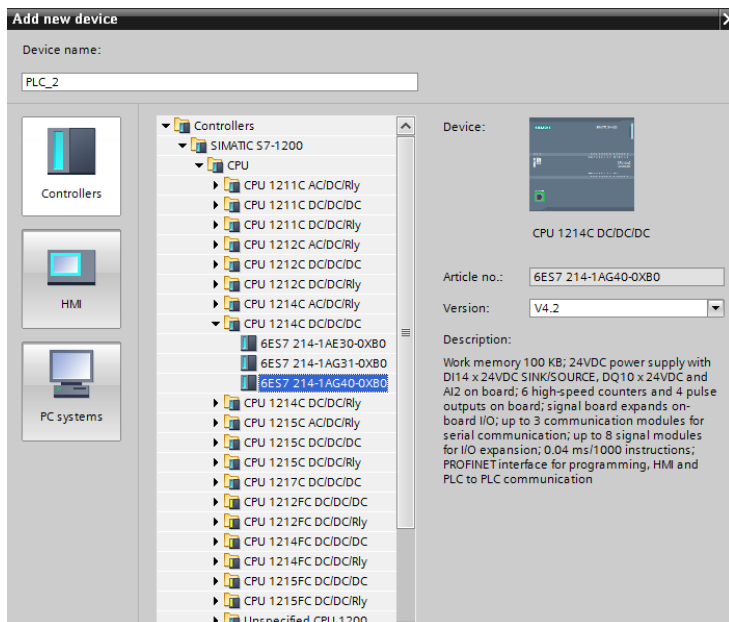 Add new device
Device name:
PLC_2
Controllers
HMI
PC systems
Controllers
SIMATIC S7-1200
CPU
CPU 1211C AC/DC/Rly
CPU 1211C DC/DC/DC
CPU 1211C DC/DC/Rly
CPU 1212C AC/DC/Rly
CPU 1212C DC/DC/DC
CPU 1212C DC/DC/Rly
CPU 1214C AC/DC/Rly
CPU 1214C DC/DC/DC
6ES7 214-1AE30-0XB0
6ES7 214-1AG31-0XB0
6ES7 214-1AG40-0XB0
CPU 1214C DC/DC/Rly
CPU 1215C AC/DC/Rly
CPU 1215C DC/DC/DC
CPU 1215C DC/DC/Rly
CPU 1217C DC/DC/DC
CPU 1212FC DC/DC/DC
CPU 1212FC DC/DC/Rly
CPU 1214FC DC/DC/DC
CPU 1214FC DC/DC/Rly
CPU 1215FC DC/DC/DC
CPU 1215FC DC/DC/Rly
Unspecified CPU 1200
Device:
CPU 1214C DC/DC/DC
Article no.:
6ES7 214-1AG40-0XB0
Version:
V4.2
Description:
Work memory 100 KB; 24VDC power supply with
DI14 x 24VDC SINK/SOURCE, DQ10 x 24VDC and
AI2 on board; 6 high-speed counters and 4 pulse
outputs on board; signal board expands on-
board I/O; up to 3 communication modules for
serial communication; up to 8 signal modules
for I/O expansion; 0.04 ms/1000 instructions;
PROFINET interface for programming, HMI and
PLC to PLC communication